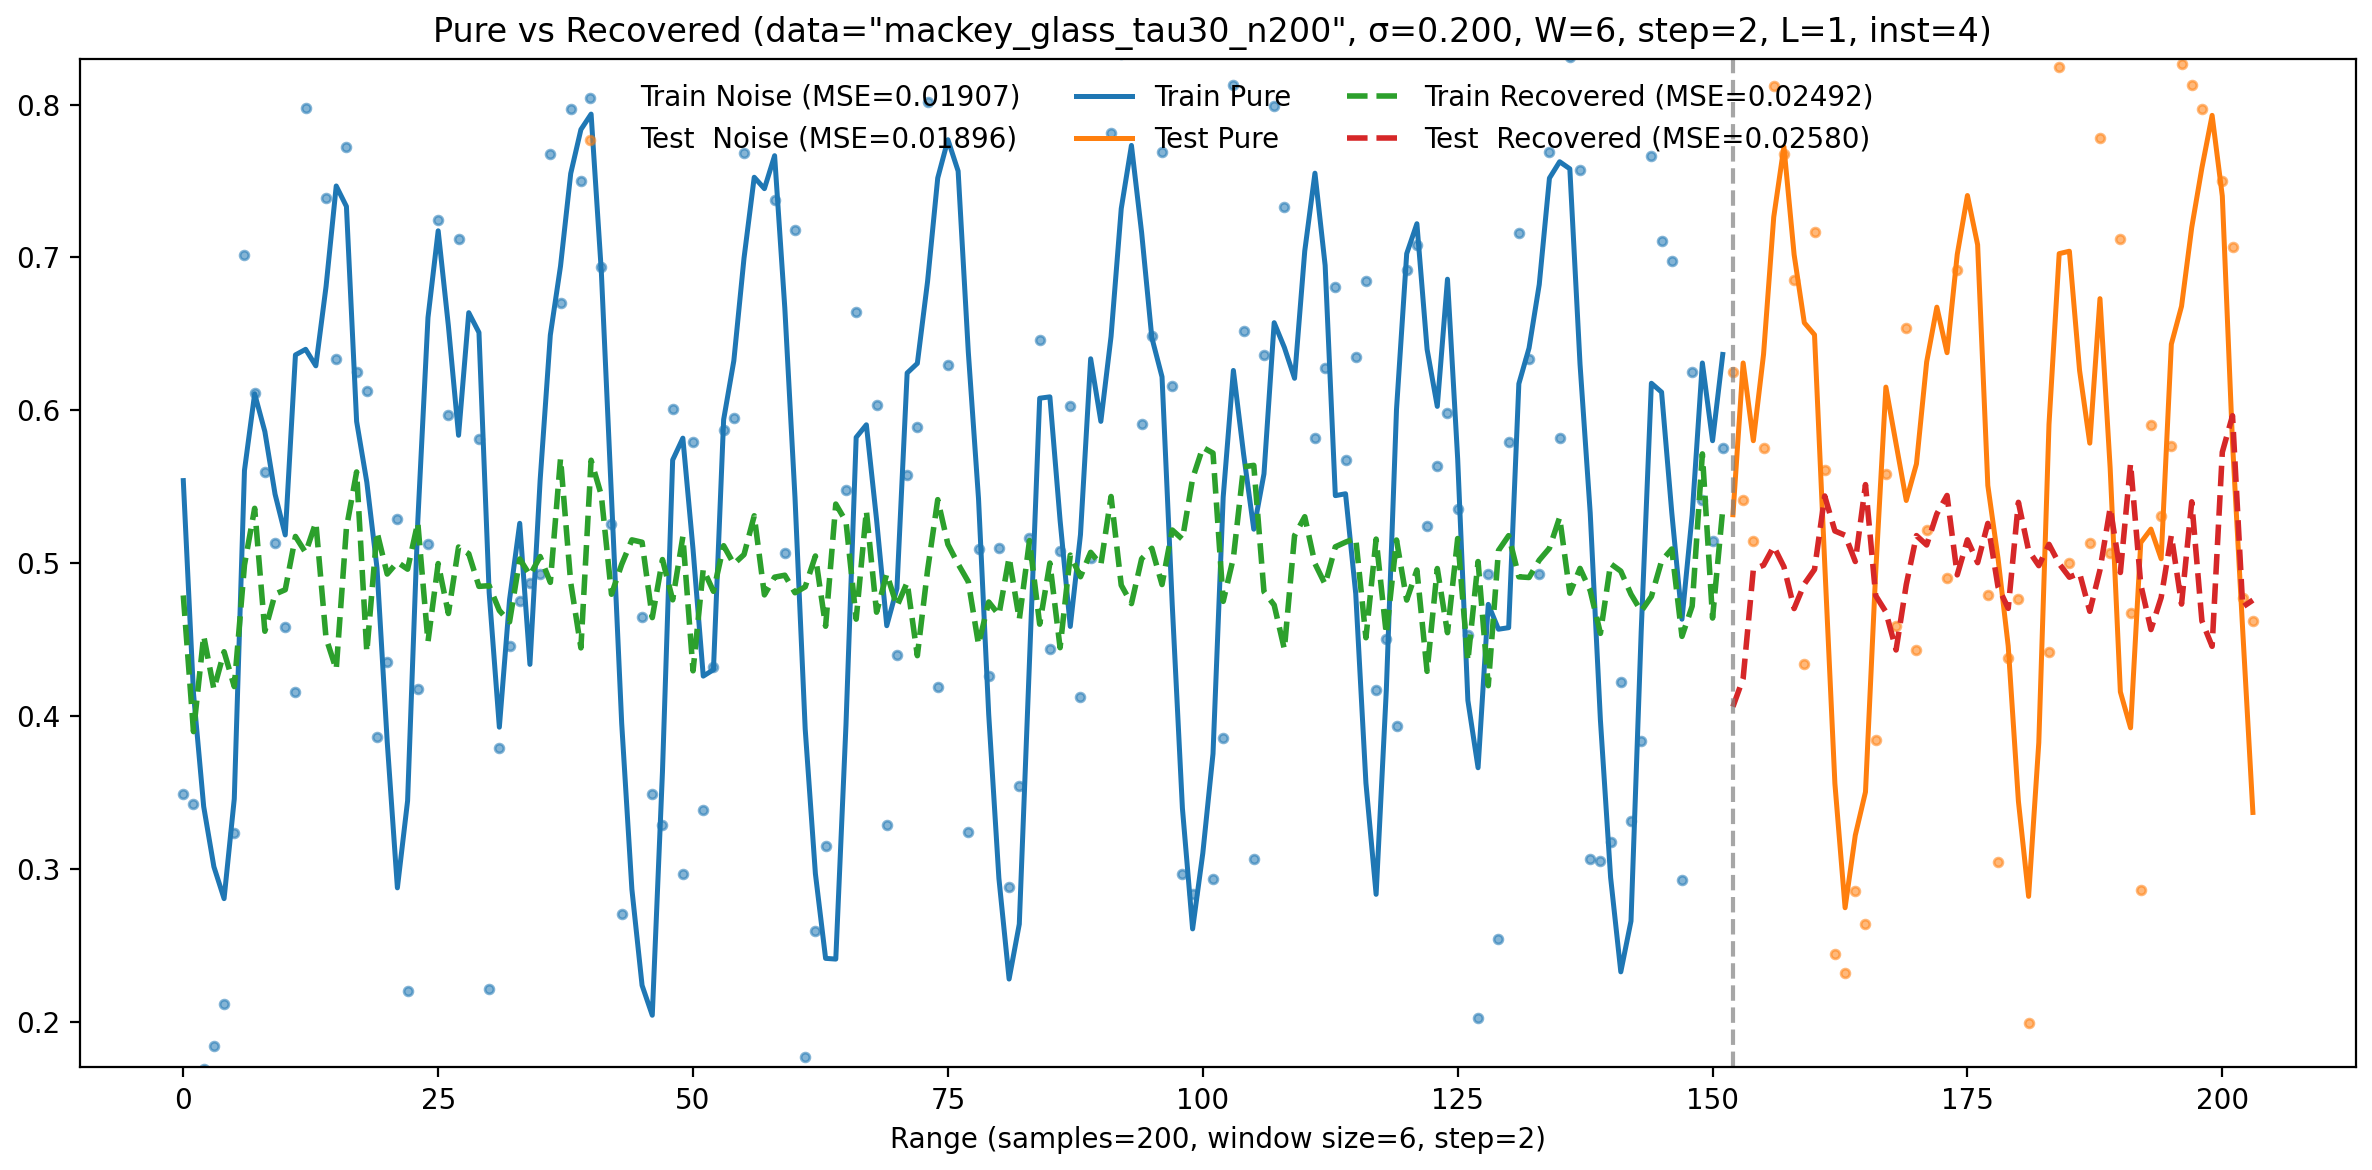 Pure vs Recovered (data="mackey_glass_tau30_n200", σ=0.200, W=6, step=2, L=1, inst=4)
Train Noise (MSE=0.01907) Train Pure Train Recovered (MSE=0.02492)
Test  Noise (MSE=0.01896) Test Pure Test  Recovered (MSE=0.02580)
0.8
0.7
0.6
0.5
0.4
0.3
0.2
0 25 50 75 100 125 150 175 200
Range (samples=200, window size=6, step=2)